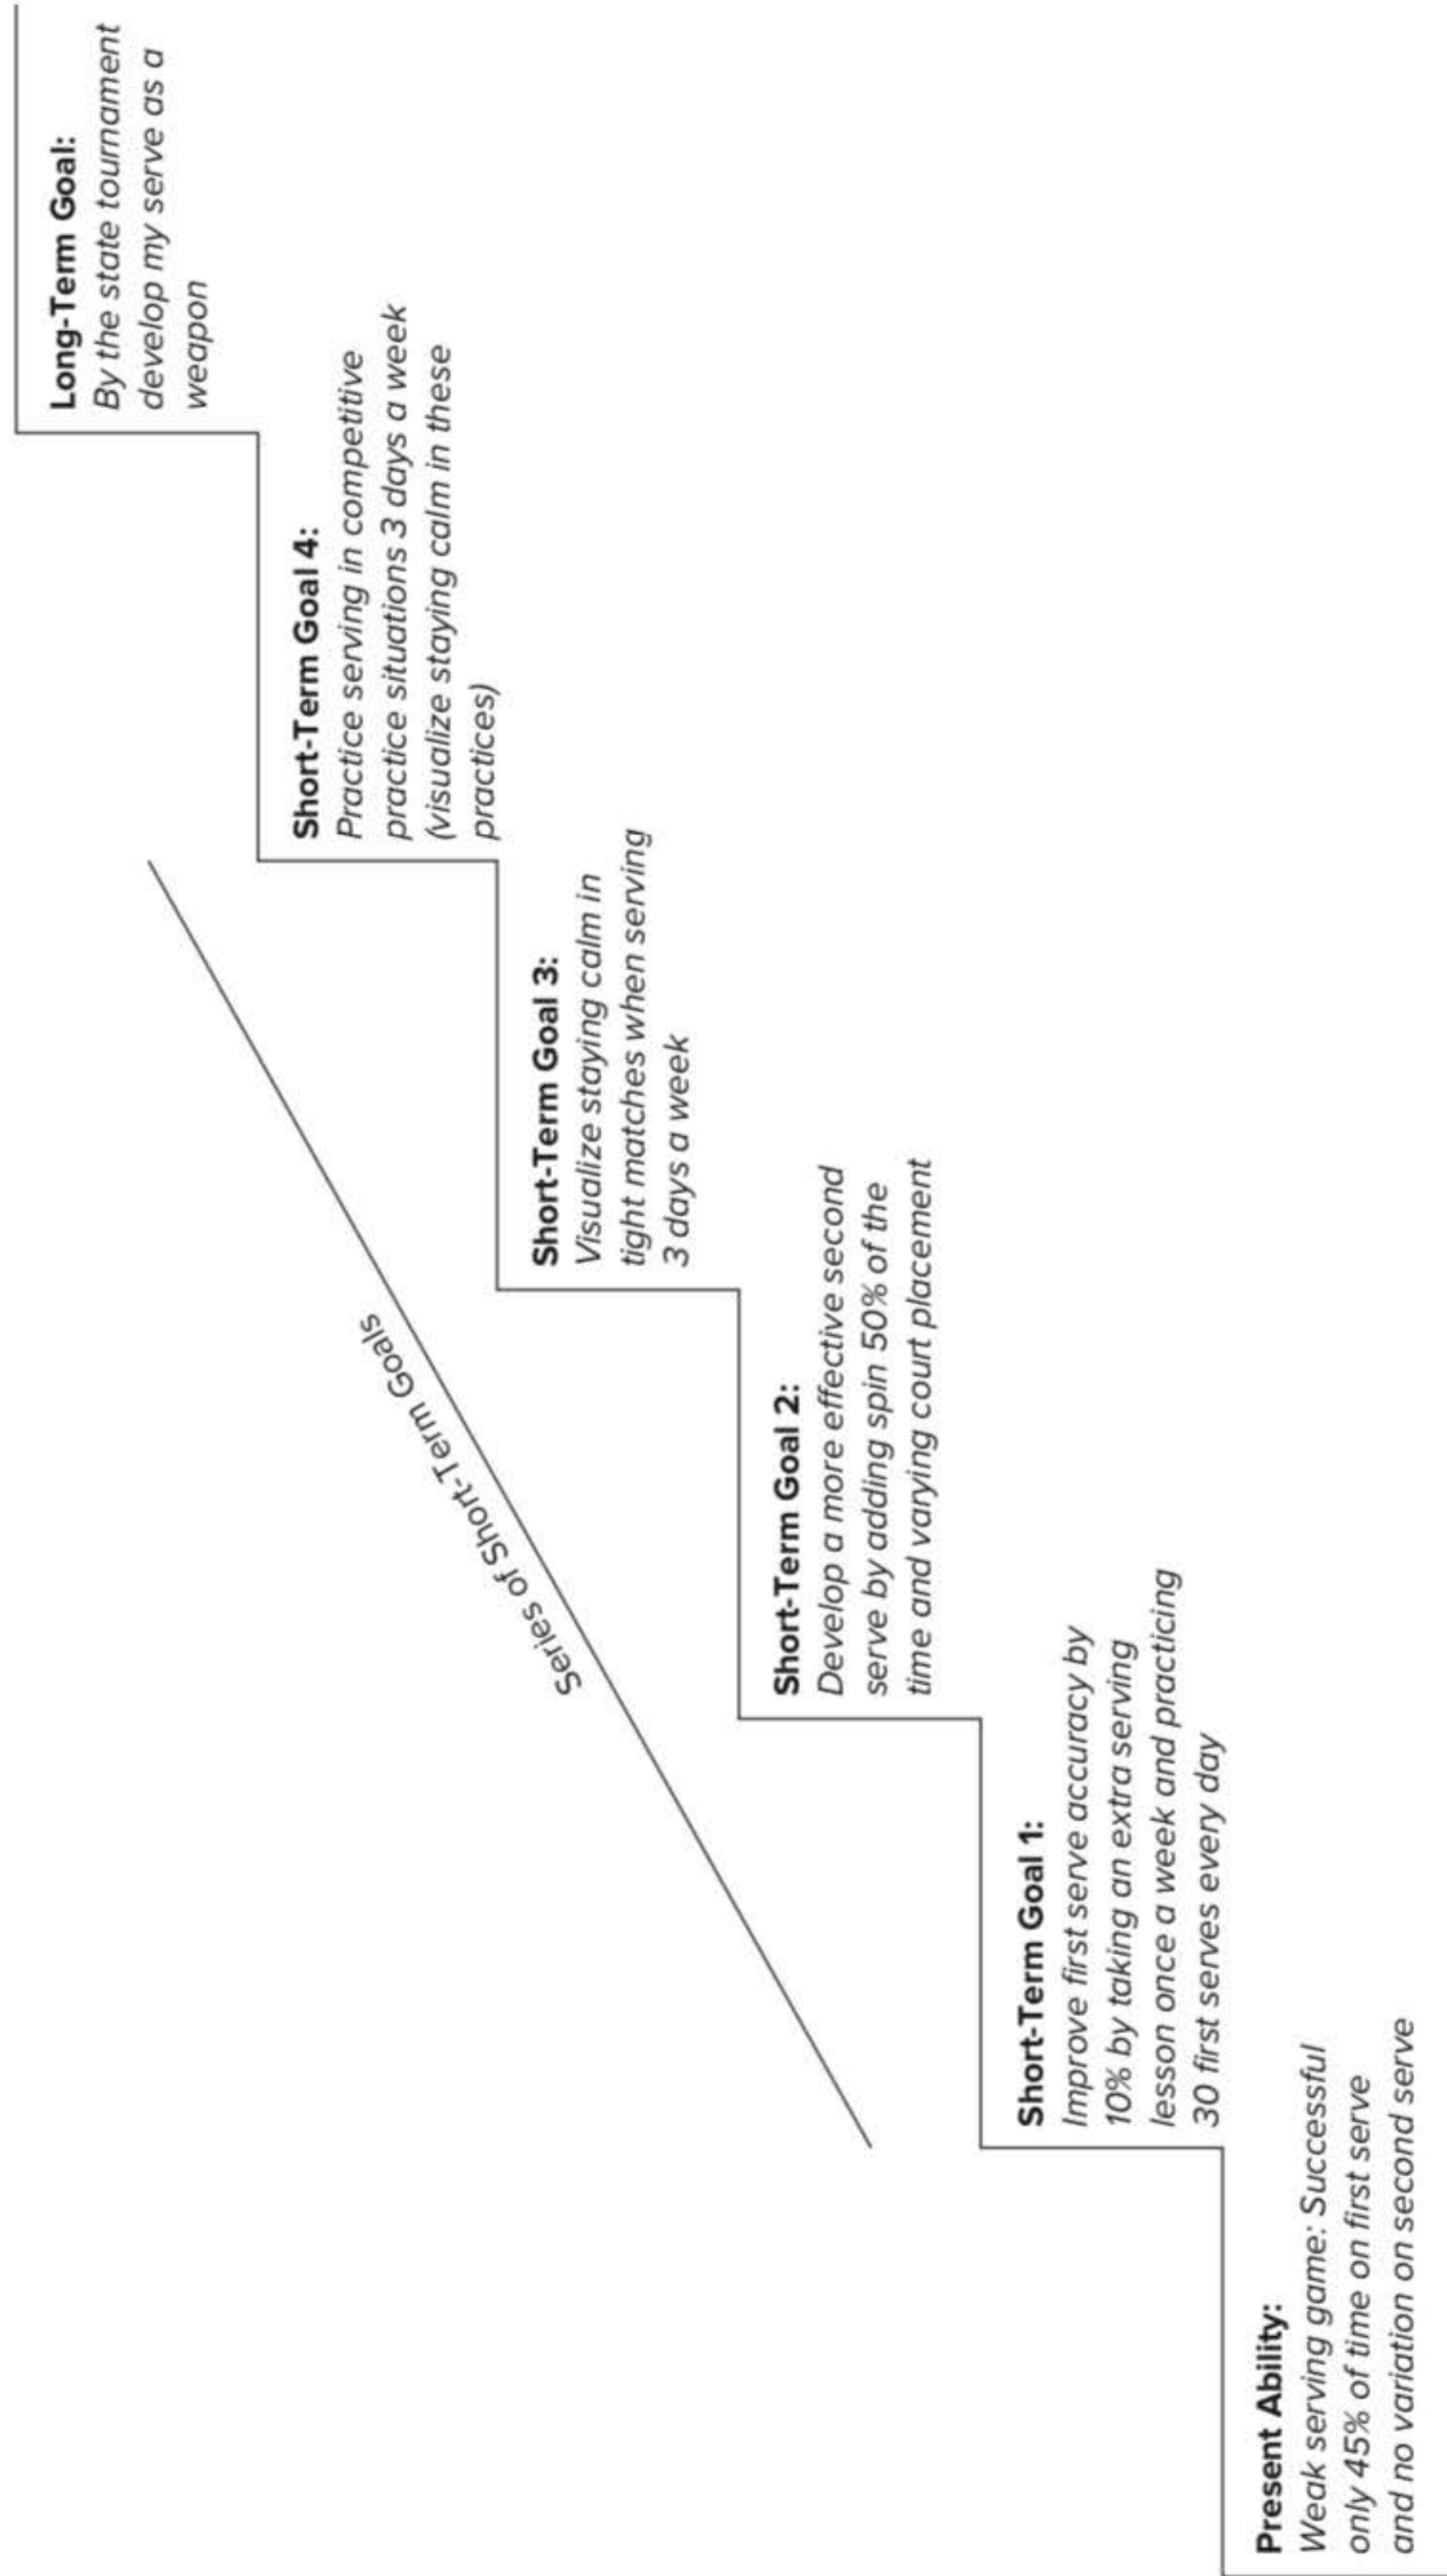 Long-Term Goal:
By the state tournament
develop my serve as a
weapon
Short-Term Goal 4:
Practice serving in competitive
practice situations 3 days a week
(visualize staying calm in these
practices)
Series of Short-Term Goals
Short-Term Goal 3:
Visualize staying calm in
tight matches when serving
3 days a week
Short-Term Goal 2:
Develop a more effective second
serve by adding spin 50% of the
time and varying court placement
Short-Term Goal 1:
Improve first serve accuracy by
10% by taking an extra serving
lesson once a week and practicing
30 first serves every day
Present Ability:
Weak serving game: Successful
only 45% of time on first serve
and no variation on second serve